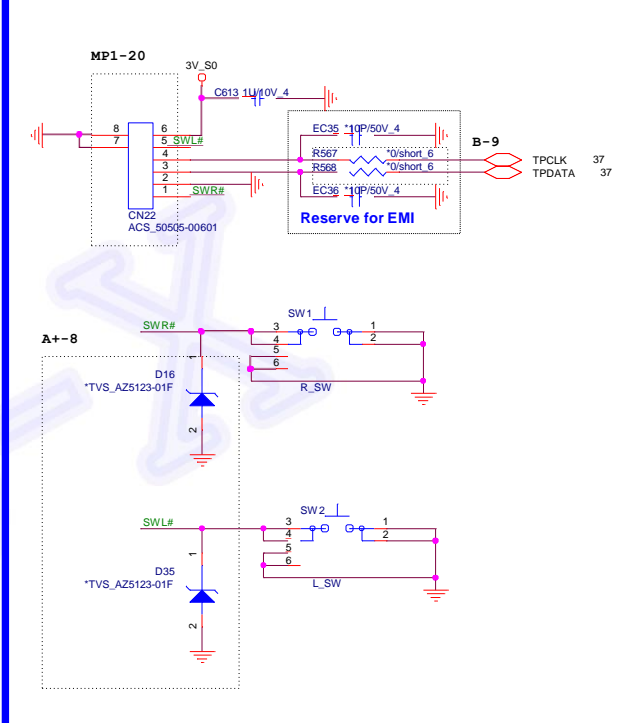 MP1-20
3V_S0
C613 1U/10V_4
8 6
7 5 SWL#
4
3
2
1 SWR#
CN22
ACS_50505-00601
EC35 *10P/50V_4
B-9
R567 *0/short_6
TPCLK 37
R568 *0/short_6
TPDATA 37
EC36 *10P/50V_4
Reserve for EMI
SW1
SWR# 3 1
4 2
5
6
R_SW
A+-8
1
D16
*TVS_AZ5123-01F
2
SW2
SWL# 3 1
4 2
5
6
L_SW
1
D35
*TVS_AZ5123-01F
2